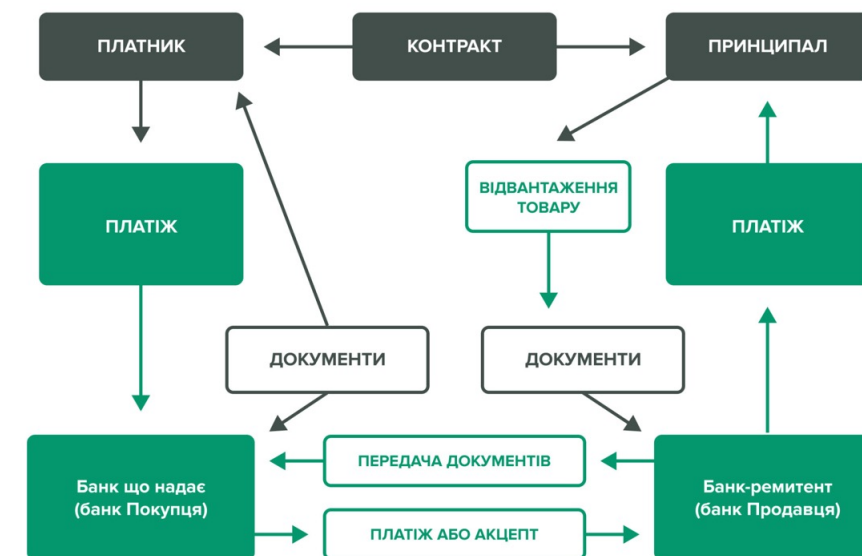 ПЛАТНИК
КОНТРАКТ
ПРИНЦИПАЛ
ВІДВАНТАЖЕННЯ
ТОВАРУ
ПЛАТІЖ
ПЛАТІЖ
ДОКУМЕНТИ
ДОКУМЕНТИ
Банк що надає
(банк Покупця)
ПЕРЕДАЧА ДОКУМЕНТІВ
Банк-ремитент
(банк Продавця)
ПЛАТІЖ АБО АКЦЕПТ